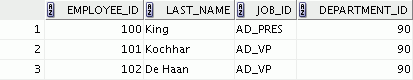 EMPLOYEE_ID LAST_NAME JOB_ID DEPARTMENT_ID
1 100 King AD_PRES 90
2 101 Kochhar AD_VP 90
3 102 De Haan AD_VP 90